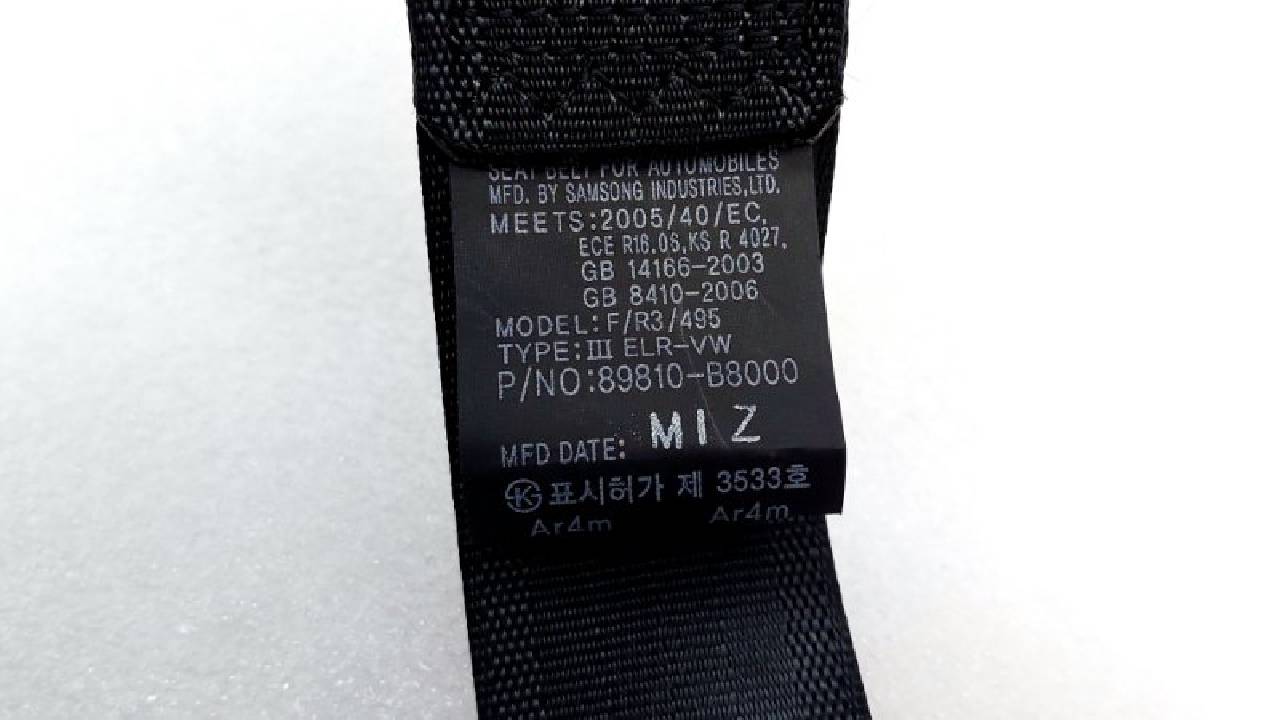 SEAT BELT FOR AUTOMOBILES
MFD. BY SAMSONG INDUSTRIES,LTD.
MEETS:2005/40/EC,
ECE R16.06,KS R 4027,
GB 14166-2003
GB 8410-2006
MODEL:F/R3/495
TYPE:Ⅲ ELR-VW
P/NO:89810-B8000
MFD DATE: M1 Z
표시허가 제 3533호
Ar4m Ar4m